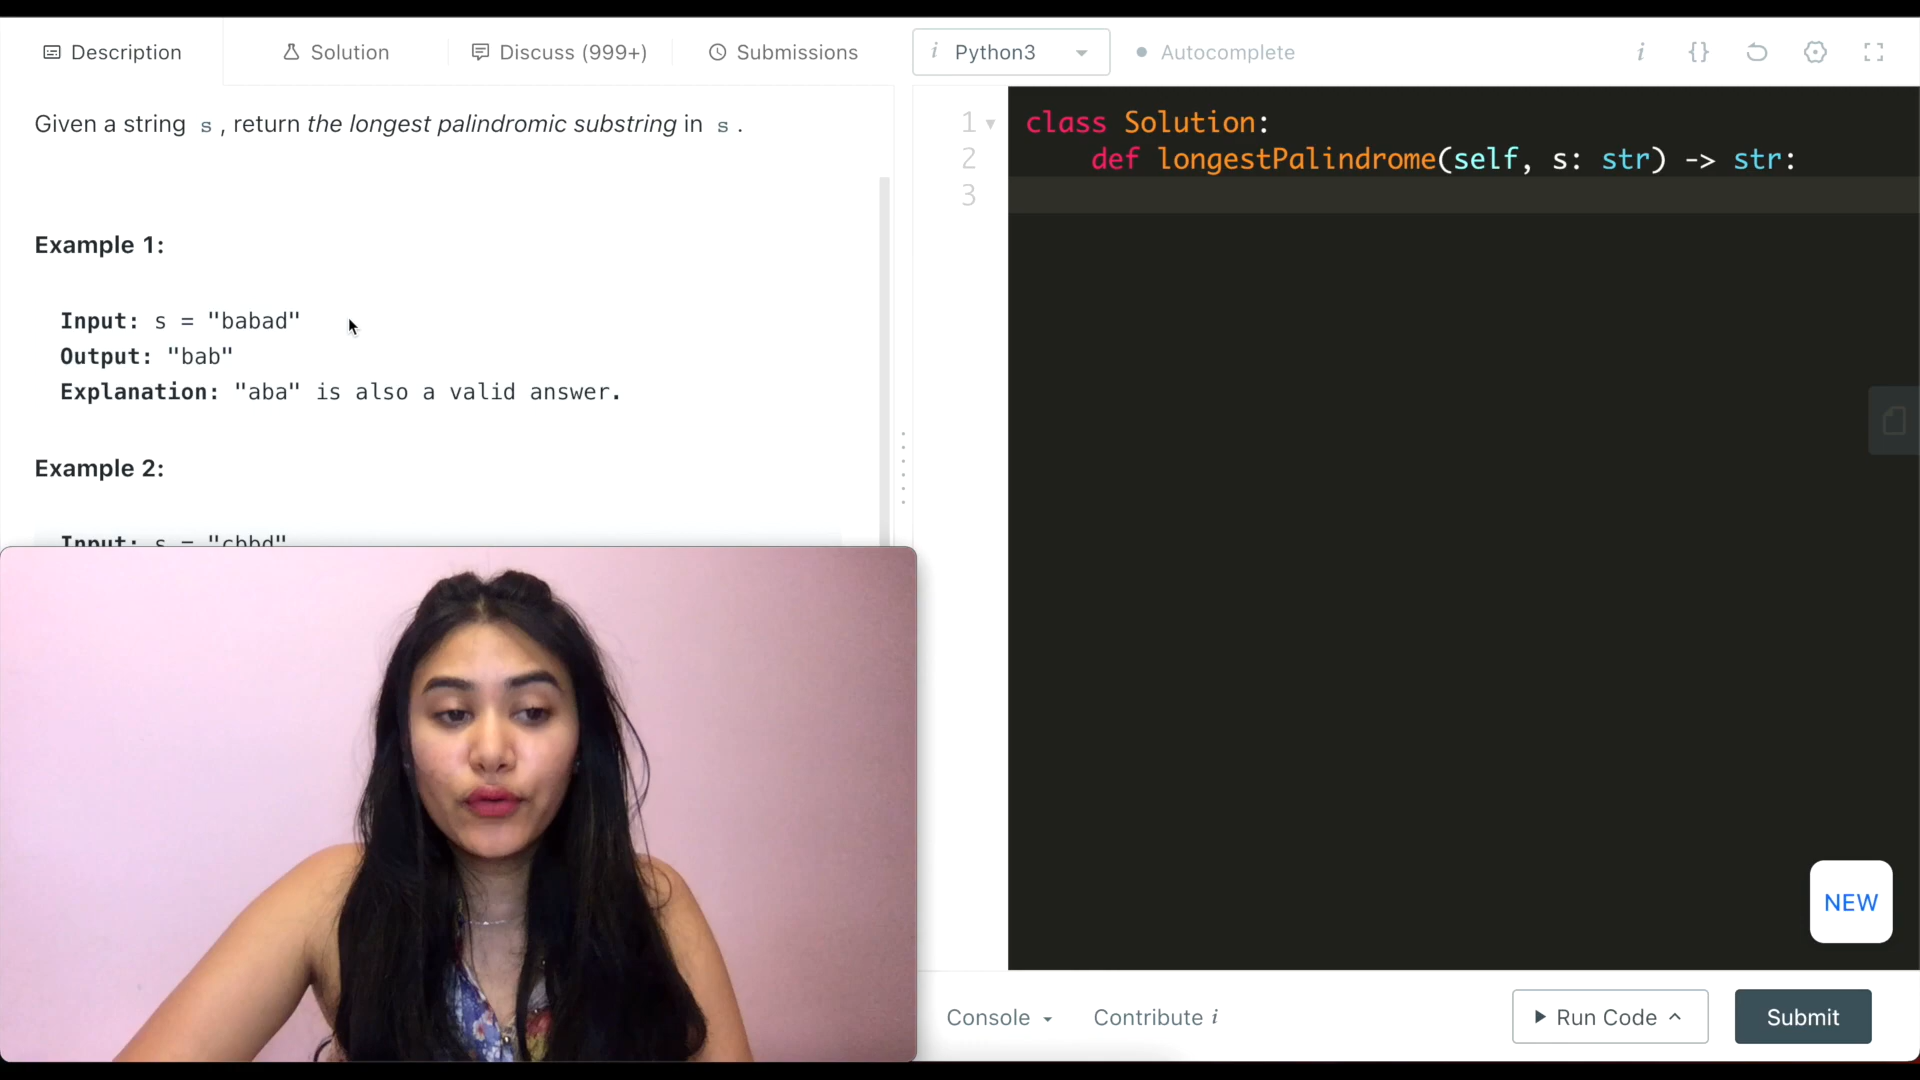 Description
Solution
Discuss (999+)
Submissions
i Python3
Autocomplete
i {}
Given a string s , return the longest palindromic substring in s .
Example 1:
Input: s = "babad"
Output: "bab"
Explanation: "aba" is also a valid answer.
Example 2:
Input: s = "cbbd"
1 class Solution:
2 def longestPalindrome(self, s: str) -> str:
3
NEW
Console
Contribute i
Run Code
Submit